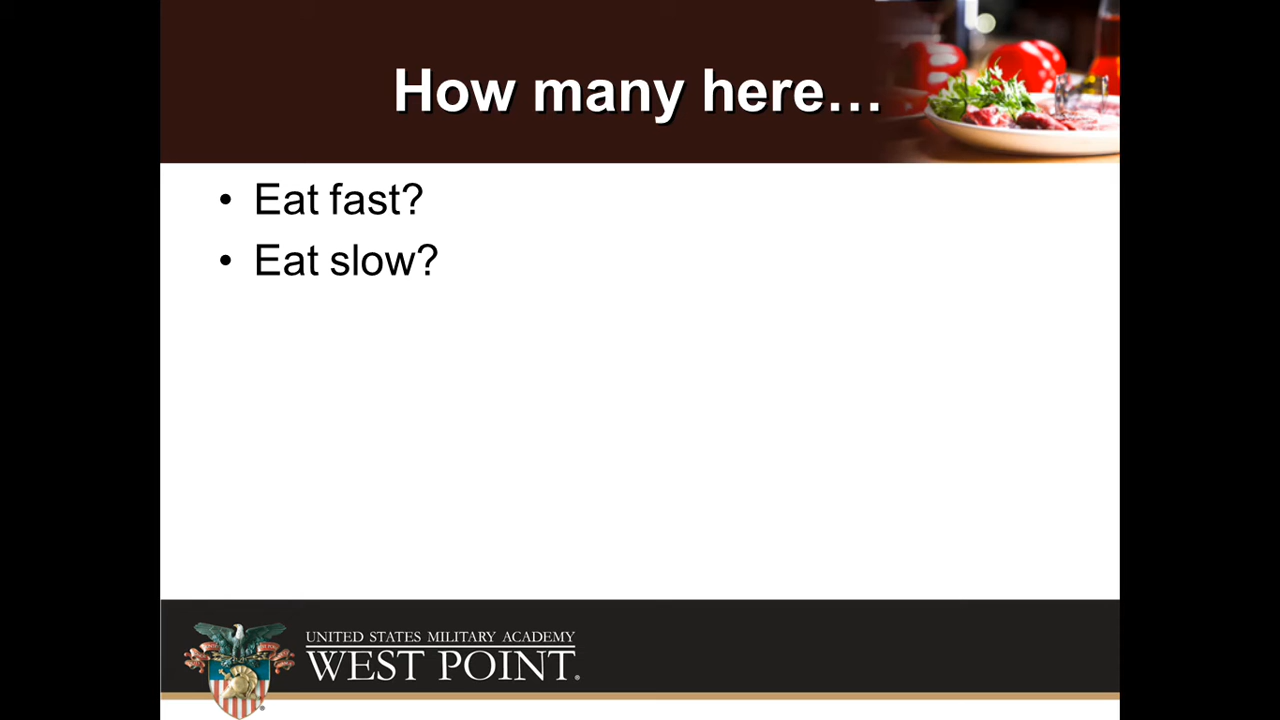 How many here…
• Eat fast?
• Eat slow?
UNITED STATES MILITARY ACADEMY
WEST POINT®